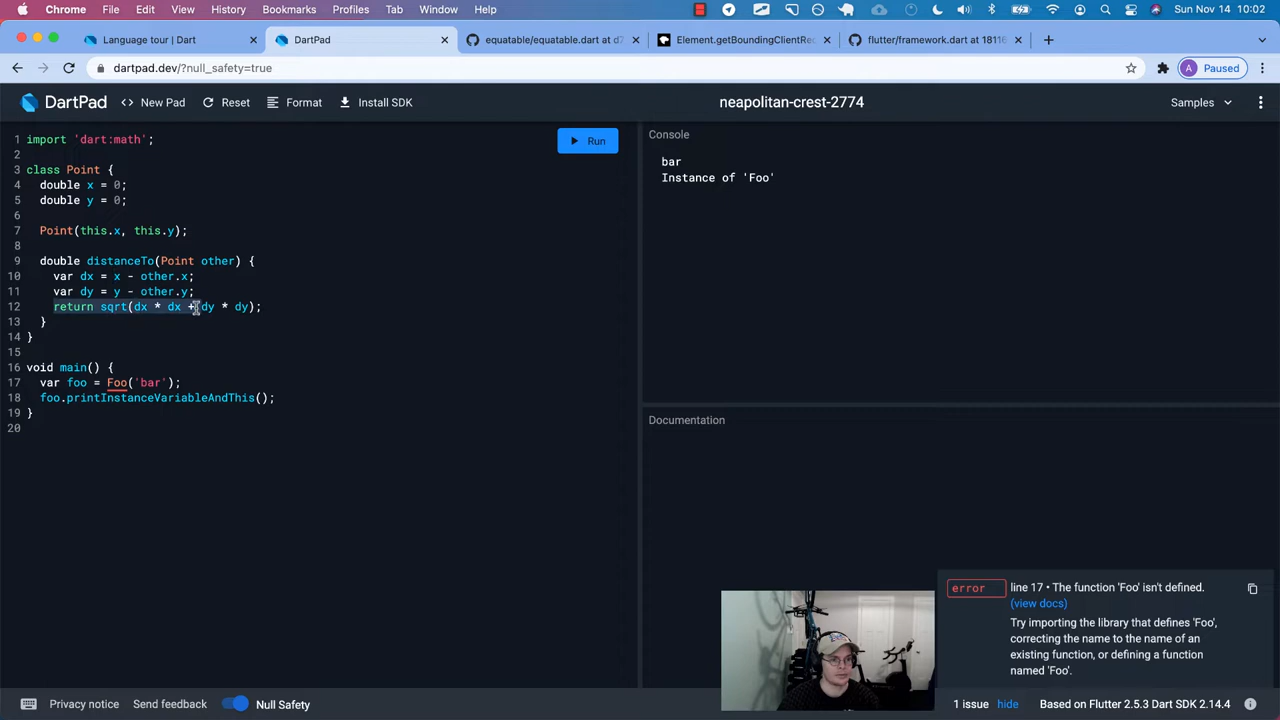 Chrome File Edit View History Bookmarks Profiles Tab Window Help Sun Nov 14 10:02
Language tour | Dart
DartPad
equatable/equatable.dart at d7
Element.getBoundingClientRec
flutter/framework.dart at 18116
dartpad.dev/?null_safety=true
A Paused
DartPad <> New Pad Reset Format Install SDK neapolitan-crest-2774 Samples
Run
1 import 'dart:math';
2
3 class Point {
4 double x = 0;
5 double y = 0;
6
7 Point(this.x, this.y);
8
9 double distanceTo(Point other) {
10 var dx = x - other.x;
11 var dy = y - other.y;
12 return sqrt(dx * dx + dy * dy);
13 }
14 }
15
16 void main() {
17 var foo = Foo('bar');
18 foo.printInstanceVariableAndThis();
19 }
20
Console
bar
Instance of 'Foo'
Documentation
error line 17 • The function 'Foo' isn't defined.
(view docs)
Try importing the library that defines 'Foo',
correcting the name to the name of an
existing function, or defining a function
named 'Foo'.
Privacy notice Send feedback Null Safety 1 issue hide Based on Flutter 2.5.3 Dart SDK 2.14.4